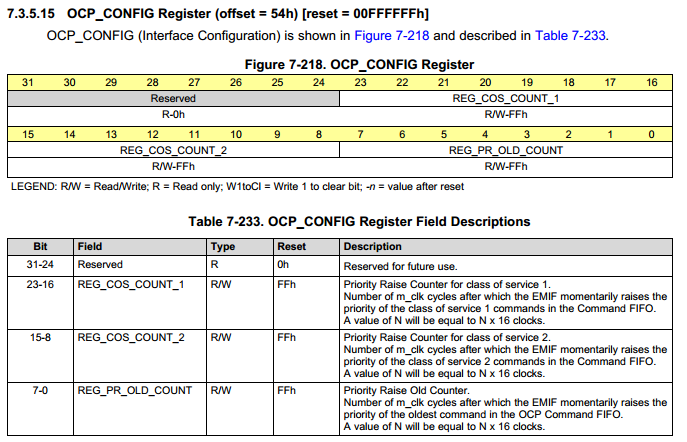 7.3.5.15 OCP_CONFIG Register (offset = 54h) [reset = 00FFFFFFh]
OCP_CONFIG (Interface Configuration) is shown in Figure 7-218 and described in Table 7-233.
Figure 7-218. OCP_CONFIG Register
31 30 29 28 27 26 25 24 23 22 21 20 19 18 17 16
Reserved REG_COS_COUNT_1
R-0h R/W-FFh
15 14 13 12 11 10 9 8 7 6 5 4 3 2 1 0
REG_COS_COUNT_2 REG_PR_OLD_COUNT
R/W-FFh R/W-FFh
LEGEND: R/W = Read/Write; R = Read only; W1toCl = Write 1 to clear bit; -n = value after reset
Table 7-233. OCP_CONFIG Register Field Descriptions
Bit Field Type Reset Description
31-24 Reserved R 0h Reserved for future use.
23-16 REG_COS_COUNT_1 R/W FFh Priority Raise Counter for class of service 1.
Number of m_clk cycles after which the EMIF momentarily raises the
priority of the class of service 1 commands in the Command FIFO.
A value of N will be equal to N x 16 clocks.
15-8 REG_COS_COUNT_2 R/W FFh Priority Raise Counter for class of service 2.
Number of m_clk cycles after which the EMIF momentarily raises the
priority of the class of service 2 commands in the Command FIFO.
A value of N will be equal to N x 16 clocks.
7-0 REG_PR_OLD_COUNT R/W FFh Priority Raise Old Counter.
Number of m_clk cycles after which the EMIF momentarily raises the
priority of the oldest command in the OCP Command FIFO.
A value of N will be equal to N x 16 clocks.